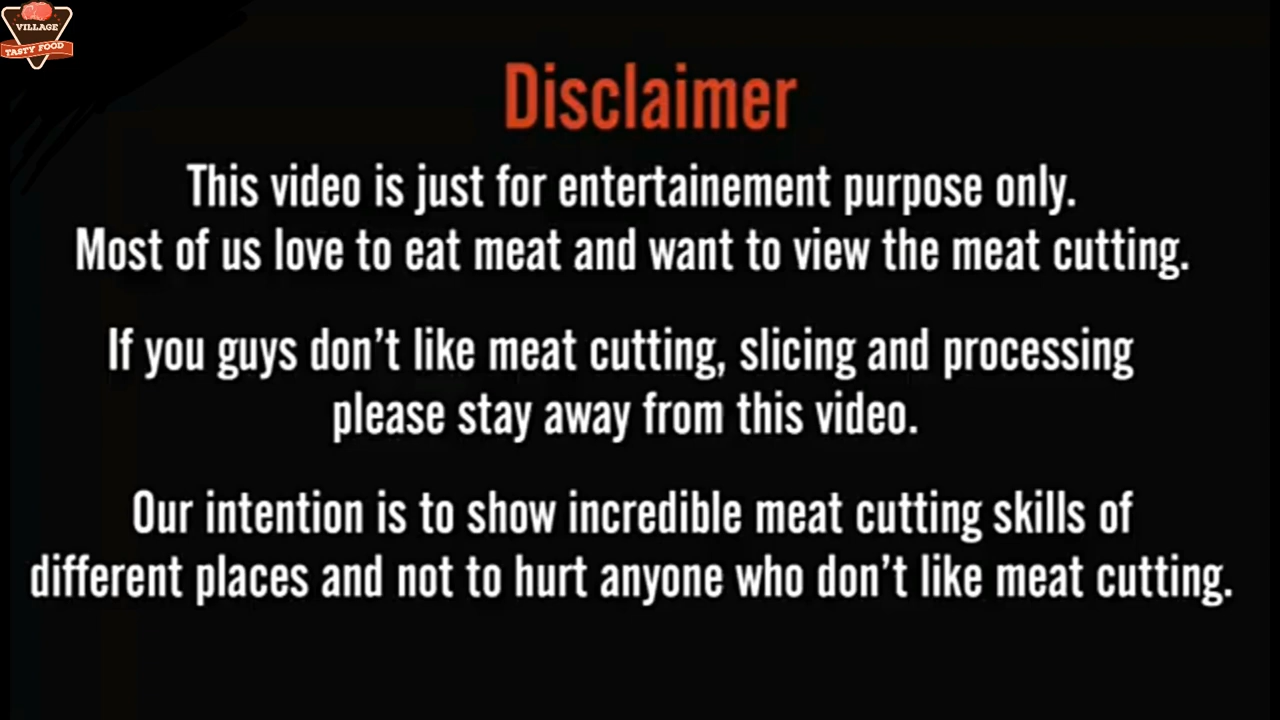 VILLAGE
TASTY FOOD
Disclaimer
This video is just for entertainement purpose only.
Most of us love to eat meat and want to view the meat cutting.
If you guys don't like meat cutting, slicing and processing
please stay away from this video.
Our intention is to show incredible meat cutting skills of
different places and not to hurt anyone who don't like meat cutting.